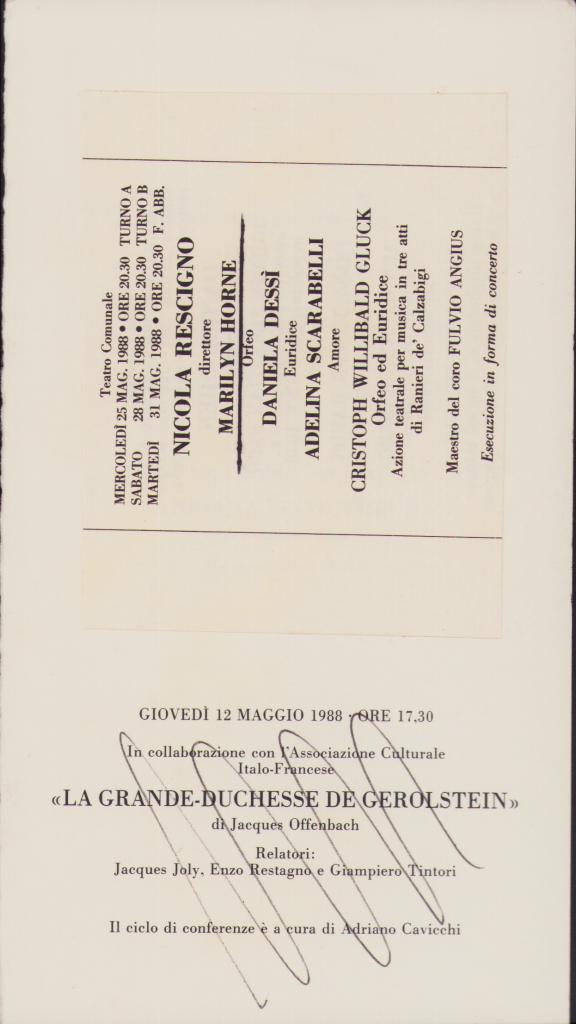 Teatro Comunale
MERCOLEDÌ 25 MAG. 1988 • ORE 20.30 TURNO A
SABATO 28 MAG. 1988 • ORE 20.30 TURNO B
MARTEDÌ 31 MAG. 1988 • ORE 20.30 F. ABB.
NICOLA RESCIGNO
direttore
MARILYN HORNE
Orfeo
DANIELA DESSÌ
Euridice
ADELINA SCARABELLI
Amore
CRISTOPH WILLIBALD GLUCK
Orfeo ed Euridice
Azione teatrale per musica in tre atti
di Ranieri de' Calzabigi
Maestro del coro FULVIO ANGIUS
Esecuzione in forma di concerto
GIOVEDÌ 12 MAGGIO 1988 · ORE 17,30
In collaborazione con l'Associazione Culturale
Italo-Francese
«LA GRANDE-DUCHESSE DE GEROLSTEIN»
di Jacques Offenbach
Relatori:
Jacques Joly, Enzo Restagno e Giampiero Tintori
Il ciclo di conferenze è a cura di Adriano Cavicchi